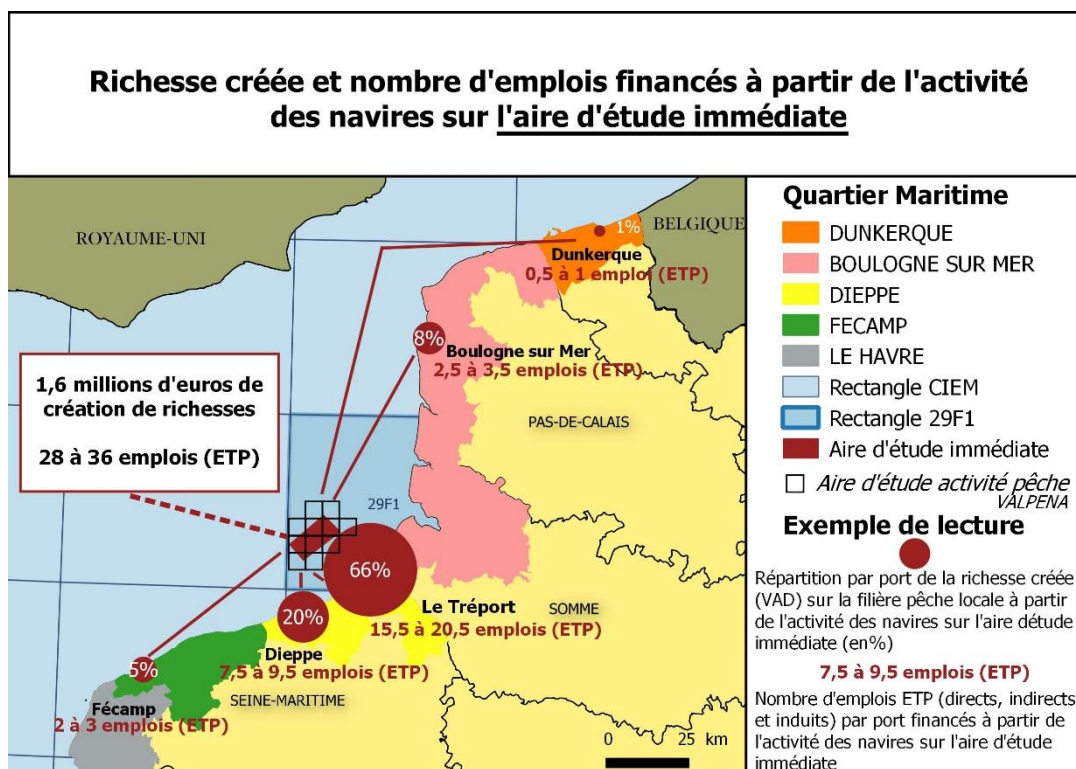 Richesse créée et nombre d'emplois financés à partir de l'activité
des navires sur l'aire d'étude immédiate
ROYAUME-UNI
BELGIQUE
1%
Dunkerque
0,5 à 1 emploi (ETP)
8%
Boulogne sur Mer
2,5 à 3,5 emplois (ETP)
1,6 millions d'euros de
création de richesses
28 à 36 emplois (ETP)
PAS-DE-CALAIS
29F1
66%
Le Tréport
15,5 à 20,5 emplois (ETP)
SOMME
20%
Dieppe
7,5 à 9,5 emplois (ETP)
5%
Fécamp
2 à 3 emplois (ETP)
SEINE-MARITIME
0 25 km
Quartier Maritime
DUNKERQUE
BOULOGNE SUR MER
DIEPPE
FECAMP
LE HAVRE
Rectangle CIEM
Rectangle 29F1
Aire d'étude immédiate
Aire d'étude activité pêche
VALPENA
Exemple de lecture
Répartition par port de la richesse créée
(VAD) sur la filière pêche locale à partir
de l'activité des navires sur l'aire détude
immédiate (en%)
7,5 à 9,5 emplois (ETP)
Nombre d'emplois ETP (directs, indirects
et induits) par port financés à partir de
l'activité des navires sur l'aire d'étude
immédiate